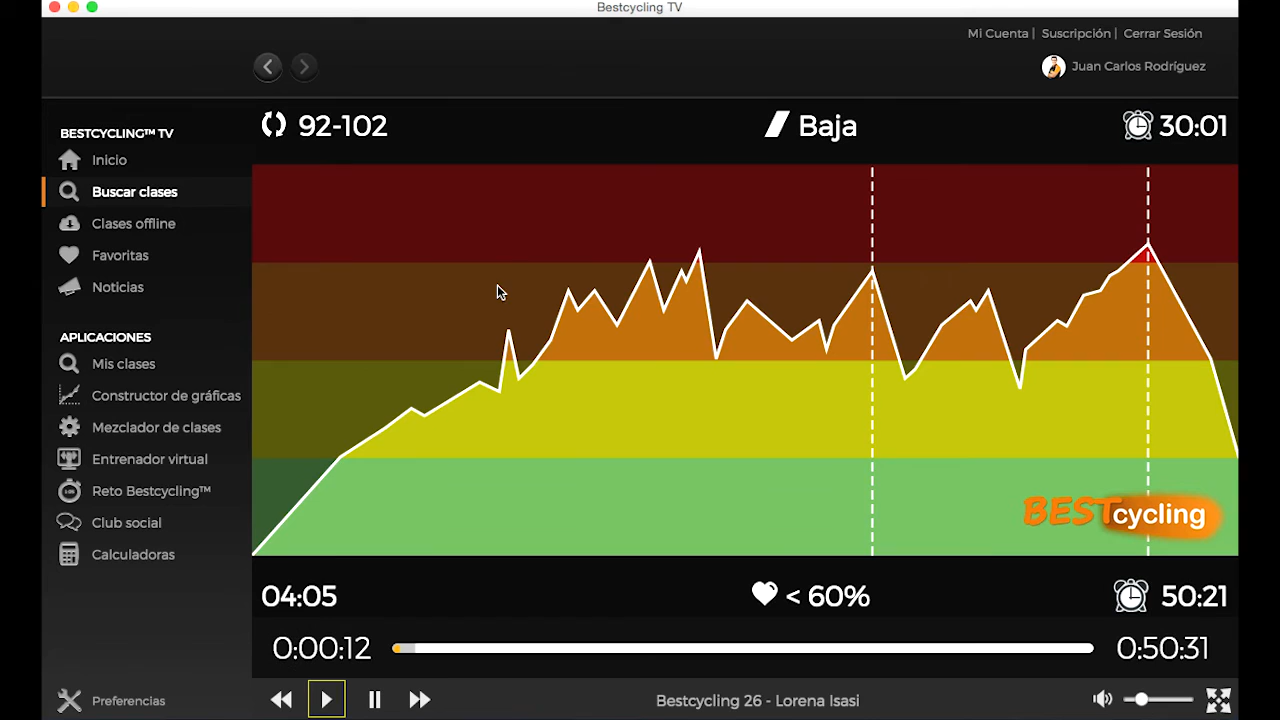 Bestcycling TV
Mi Cuenta | Suscripción | Cerrar Sesión
Juan Carlos Rodríguez
BESTCYCLING™ TV
Inicio
Buscar clases
Clases offline
Favoritas
Noticias
APLICACIONES
Mis clases
Constructor de gráficas
Mezclador de clases
Entrenador virtual
Reto Bestcycling™
Club social
Calculadoras
Preferencias
92-102
Baja
30:01
BESTcycling
04:05
< 60%
50:21
0:00:12
0:50:31
Bestcycling 26 - Lorena Isasi